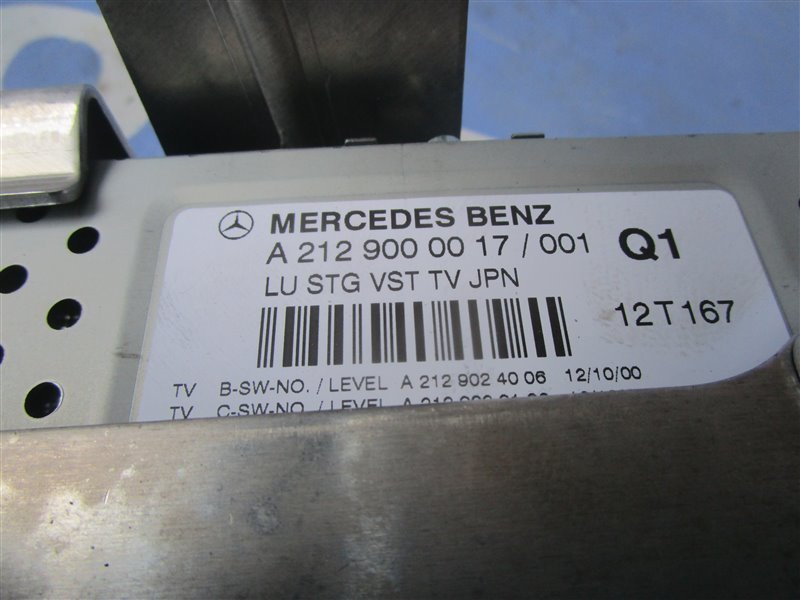 MERCEDES BENZ
A 212 900 00 17 / 001 Q1
LU STG VST TV JPN
12T167
TV B-SW-NO. / LEVEL A 212 902 40 06 12/10/00
TV C-SW-NO. / LEVEL A 212